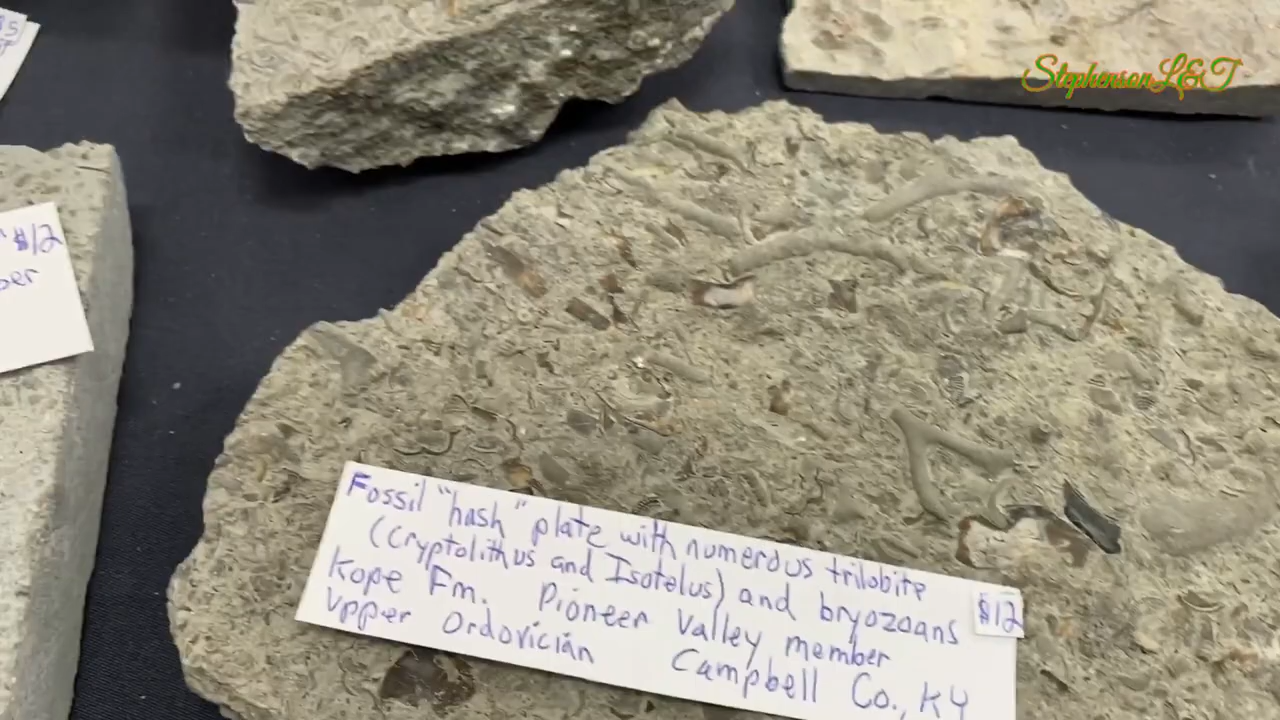 StephensonL&T
$12
Fossil "hash" plate with numerous trilobite
(Cryptolithus and Isotelus) and bryozoans $12
Kope Fm. Pioneer Valley member
Upper Ordovician Campbell Co., KY